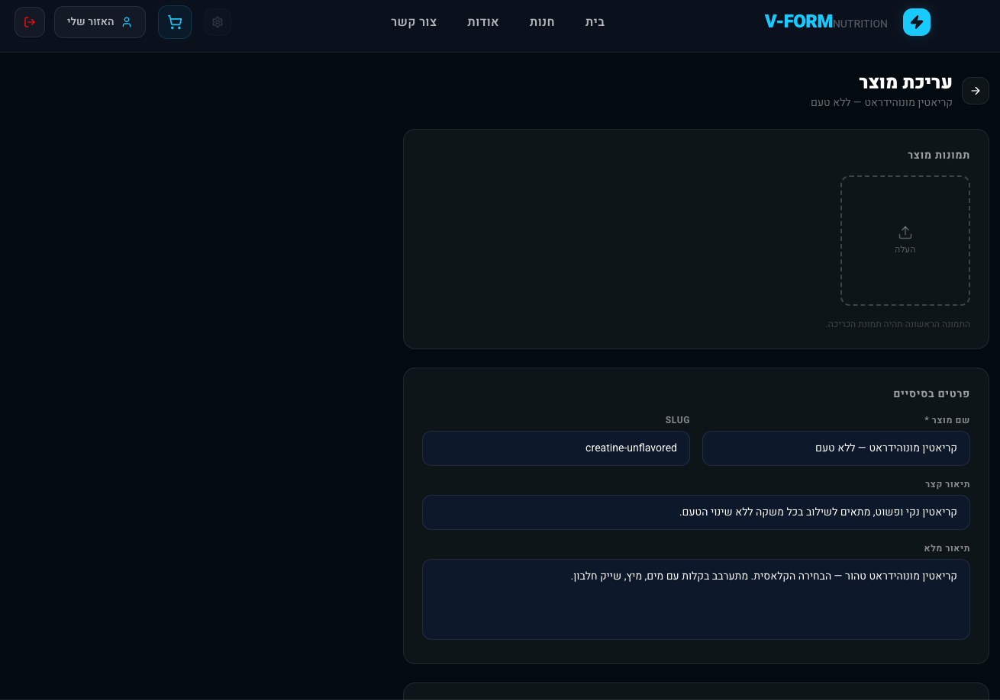 V-FORMNUTRITION
בית
חנות
אודות
צור קשר
האזור שלי
עריכת מוצר
קריאטין מונוהידראט — ללא טעם
תמונות מוצר
העלה
התמונה הראשונה תהיה תמונת הכריכה.
פרטים בסיסיים
שם מוצר *
SLUG
קריאטין מונוהידראט — ללא טעם
creatine-unflavored
תיאור קצר
קריאטין נקי ופשוט, מתאים לשילוב בכל משקה ללא שינוי הטעם.
תיאור מלא
קריאטין מונוהידראט טהור — הבחירה הקלאסית. מתערבב בקלות עם מים, מיץ, שייק חלבון.